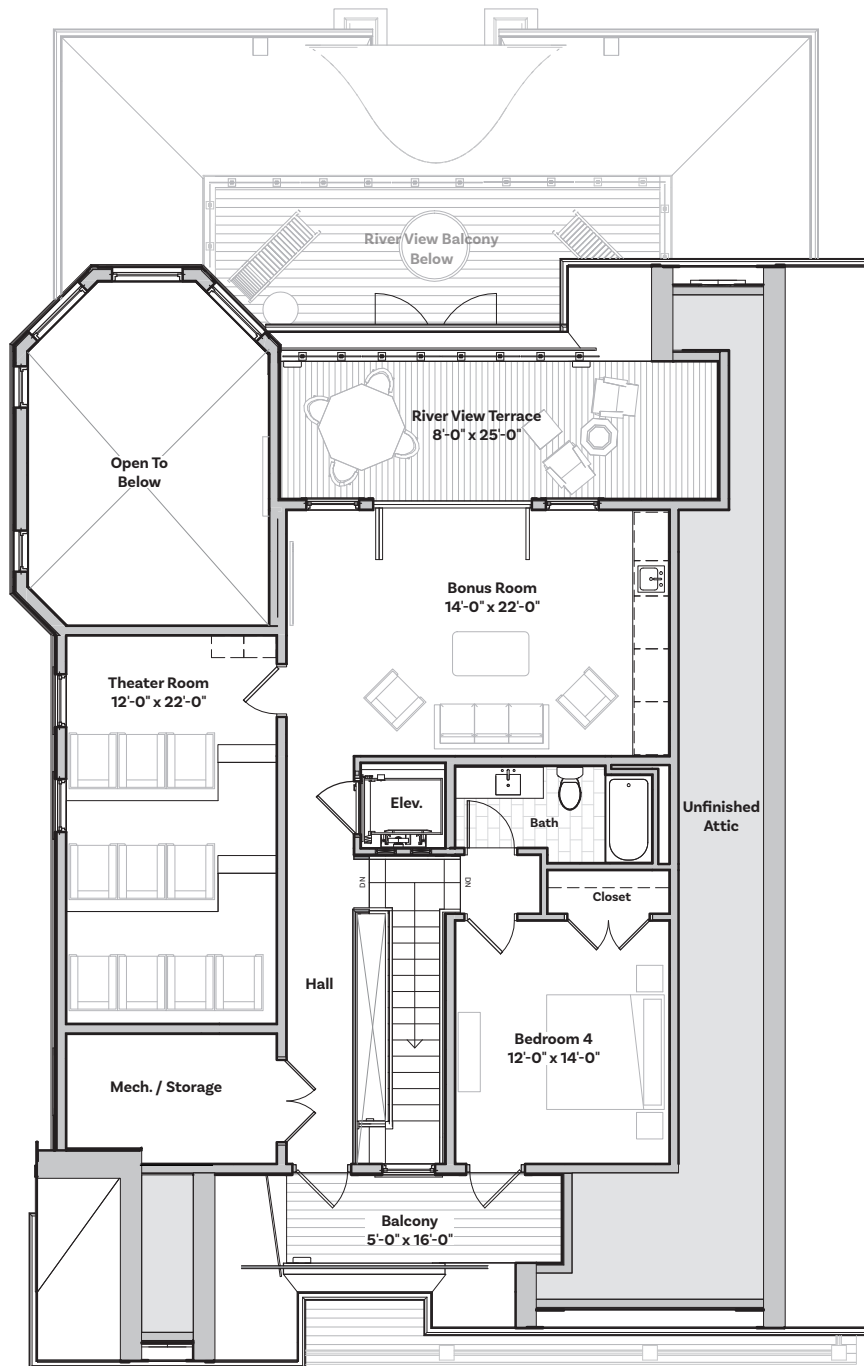 River View Balcony
Below
River View Terrace
8'-0" x 25'-0"
Open To
Below
Bonus Room
14'-0" x 22'-0"
Theater Room
12'-0" x 22'-0"
Elev.
Bath
Unfinished
Attic
DN
DN
Closet
Hall
Bedroom 4
12'-0" x 14'-0"
Mech. / Storage
Balcony
5'-0" x 16'-0"